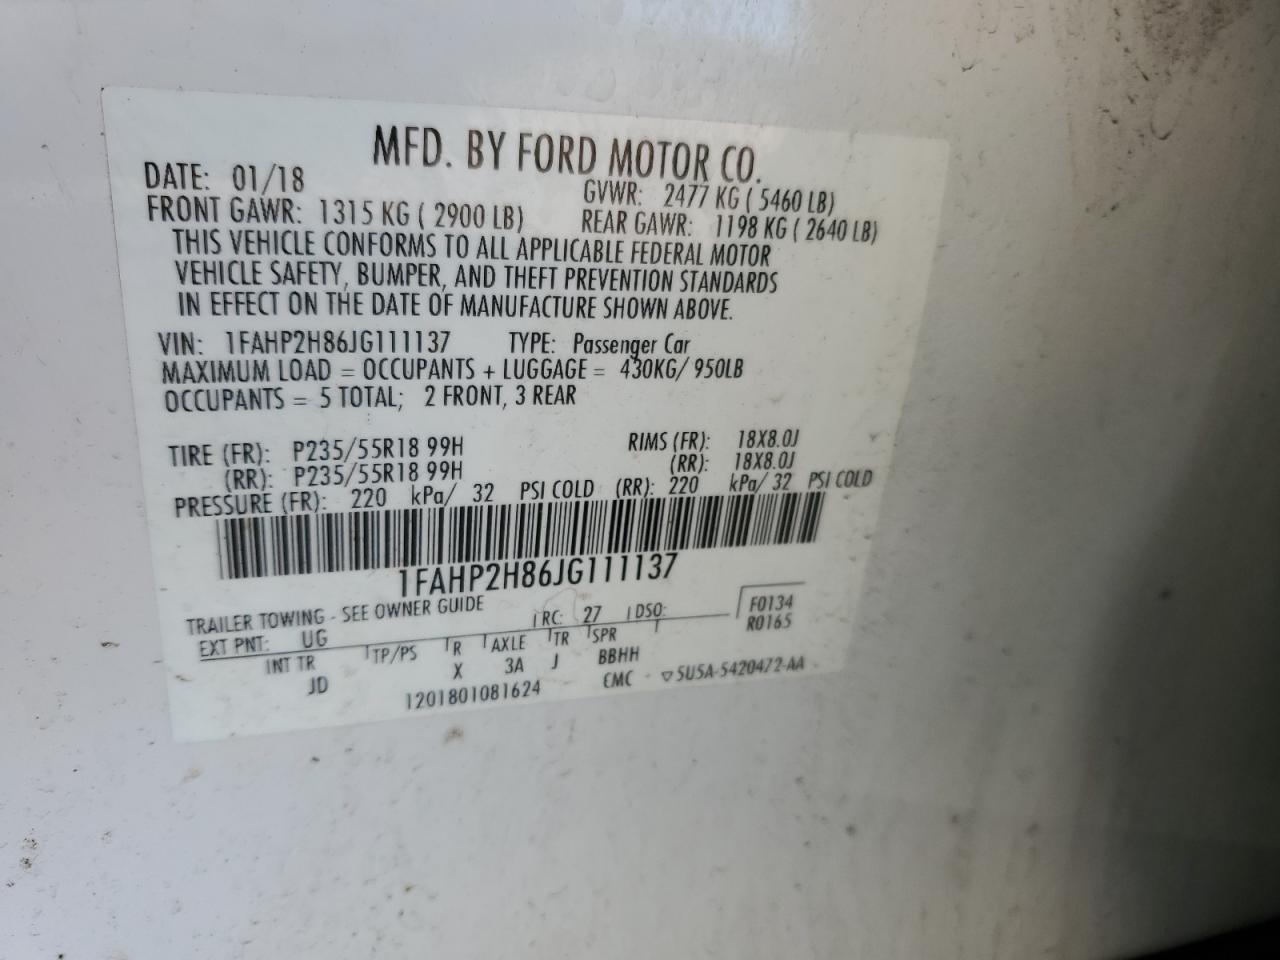 MFD. BY FORD MOTOR CO.
DATE: 01/18 GVWR: 2477 KG ( 5460 LB)
FRONT GAWR: 1315 KG ( 2900 LB) REAR GAWR: 1198 KG ( 2640 LB)
THIS VEHICLE CONFORMS TO ALL APPLICABLE FEDERAL MOTOR
VEHICLE SAFETY, BUMPER, AND THEFT PREVENTION STANDARDS
IN EFFECT ON THE DATE OF MANUFACTURE SHOWN ABOVE.
VIN: 1FAHP2H86JG111137 TYPE: Passenger Car
MAXIMUM LOAD = OCCUPANTS + LUGGAGE = 430KG/ 950LB
OCCUPANTS = 5 TOTAL; 2 FRONT, 3 REAR
TIRE (FR): P235/55R18 99H RIMS (FR): 18X8.0J
(RR): P235/55R18 99H (RR): 18X8.0J
PRESSURE (FR): 220 kPa/ 32 PSI COLD (RR): 220 kPa/ 32 PSI COLD
1FAHP2H86JG111137
TRAILER TOWING - SEE OWNER GUIDE
EXT PNT: UG RC: 27 DSO: F0134
R0165
INT TR TP/PS R AXLE TR SPR
JD X 3A J BBHH
1201801081624 CMC ▽5U5A-5420472-AA